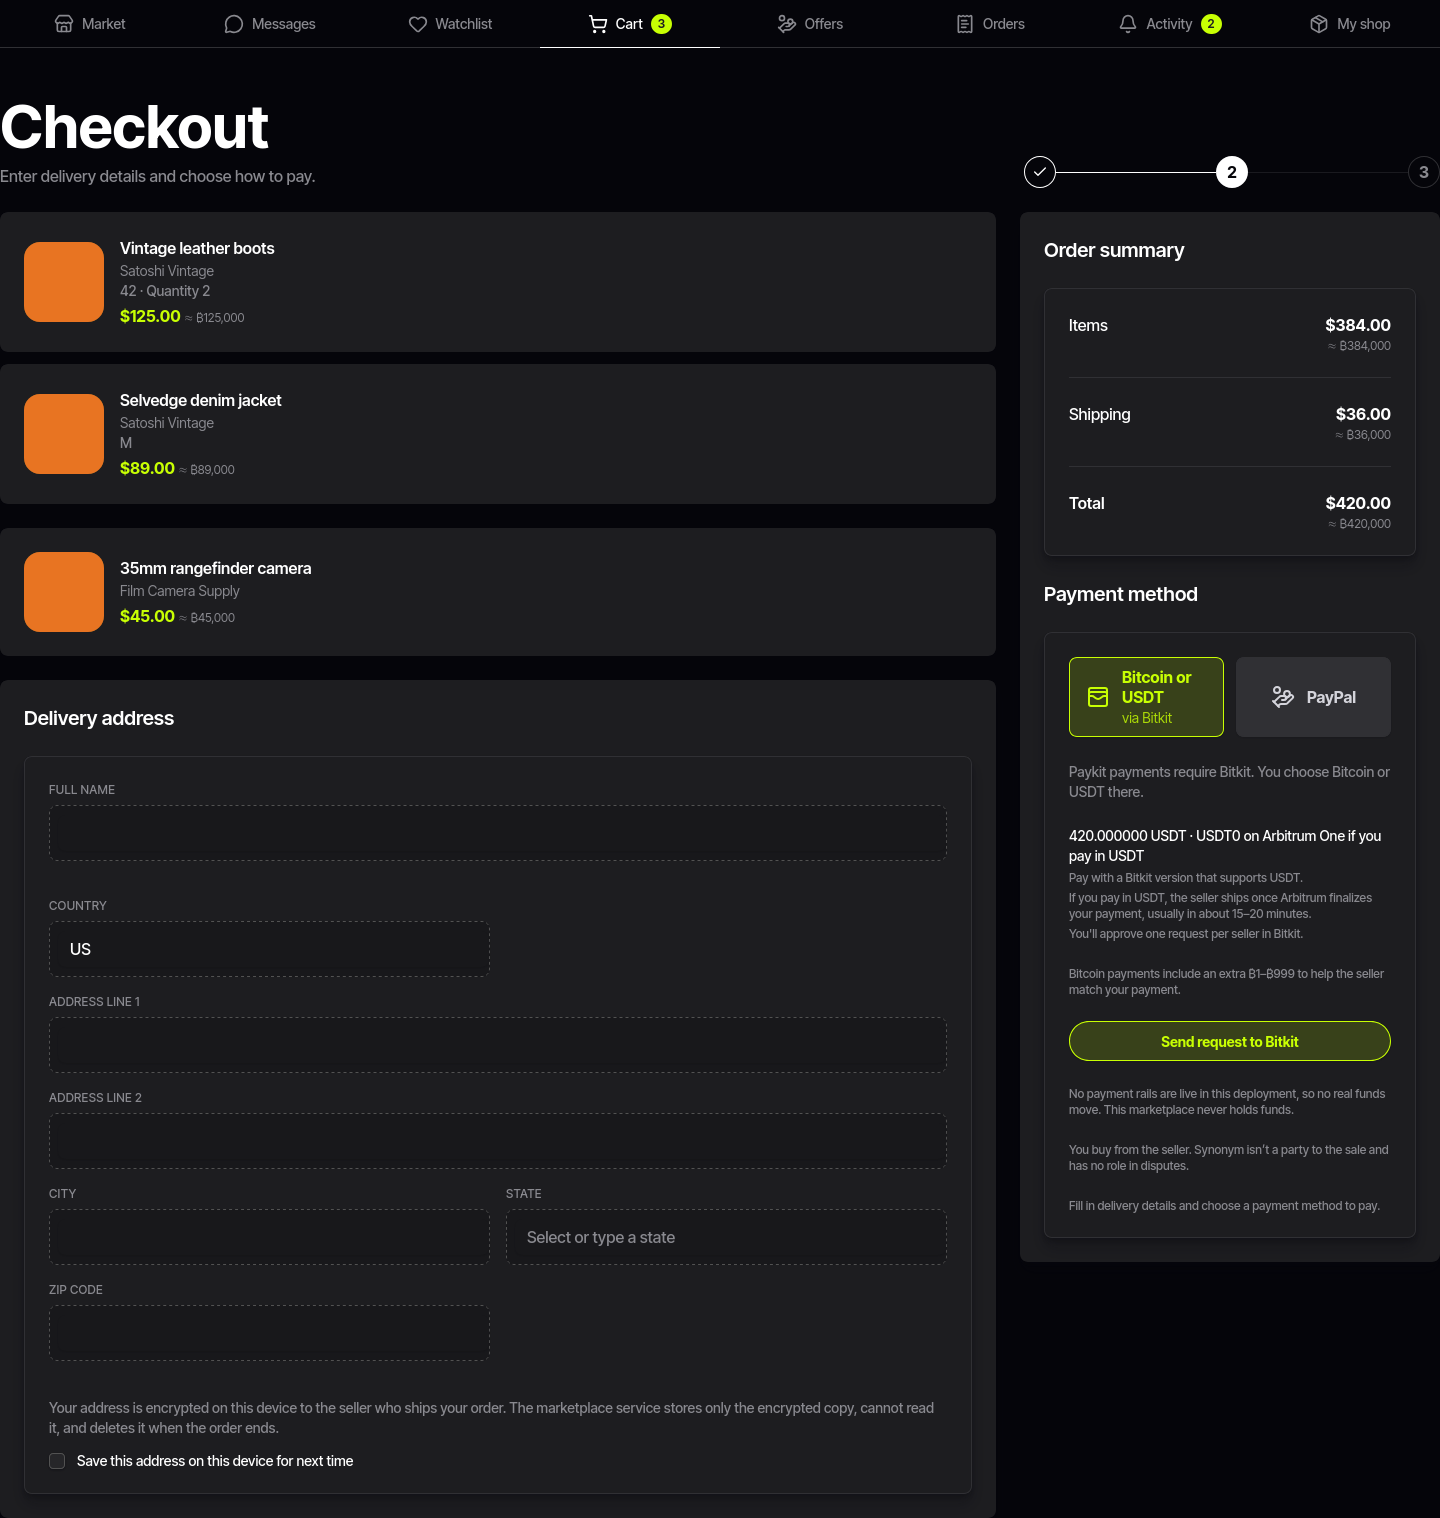 Market
Messages
Watchlist
Cart 3
Offers
Orders
Activity 2
My shop
Checkout
Enter delivery details and choose how to pay.
2
3
Vintage leather boots
Satoshi Vintage
42 · Quantity 2
$125.00 ≈ ₿125,000
Selvedge denim jacket
Satoshi Vintage
M
$89.00 ≈ ₿89,000
35mm rangefinder camera
Film Camera Supply
$45.00 ≈ ₿45,000
Delivery address
FULL NAME
COUNTRY
US
ADDRESS LINE 1
ADDRESS LINE 2
CITY
STATE
Select or type a state
ZIP CODE
Your address is encrypted on this device to the seller who ships your order. The marketplace service stores only the encrypted copy, cannot read
it, and deletes it when the order ends.
Save this address on this device for next time
Order summary
Items $384.00
≈ ₿384,000
Shipping $36.00
≈ ₿36,000
Total $420.00
≈ ₿420,000
Payment method
Bitcoin or
USDT
via Bitkit
PayPal
Paykit payments require Bitkit. You choose Bitcoin or
USDT there.
420.000000 USDT · USDT0 on Arbitrum One if you
pay in USDT
Pay with a Bitkit version that supports USDT.
If you pay in USDT, the seller ships once Arbitrum finalizes
your payment, usually in about 15–20 minutes.
You'll approve one request per seller in Bitkit.
Bitcoin payments include an extra ₿1–₿999 to help the seller
match your payment.
Send request to Bitkit
No payment rails are live in this deployment, so no real funds
move. This marketplace never holds funds.
You buy from the seller. Synonym isn't a party to the sale and
has no role in disputes.
Fill in delivery details and choose a payment method to pay.